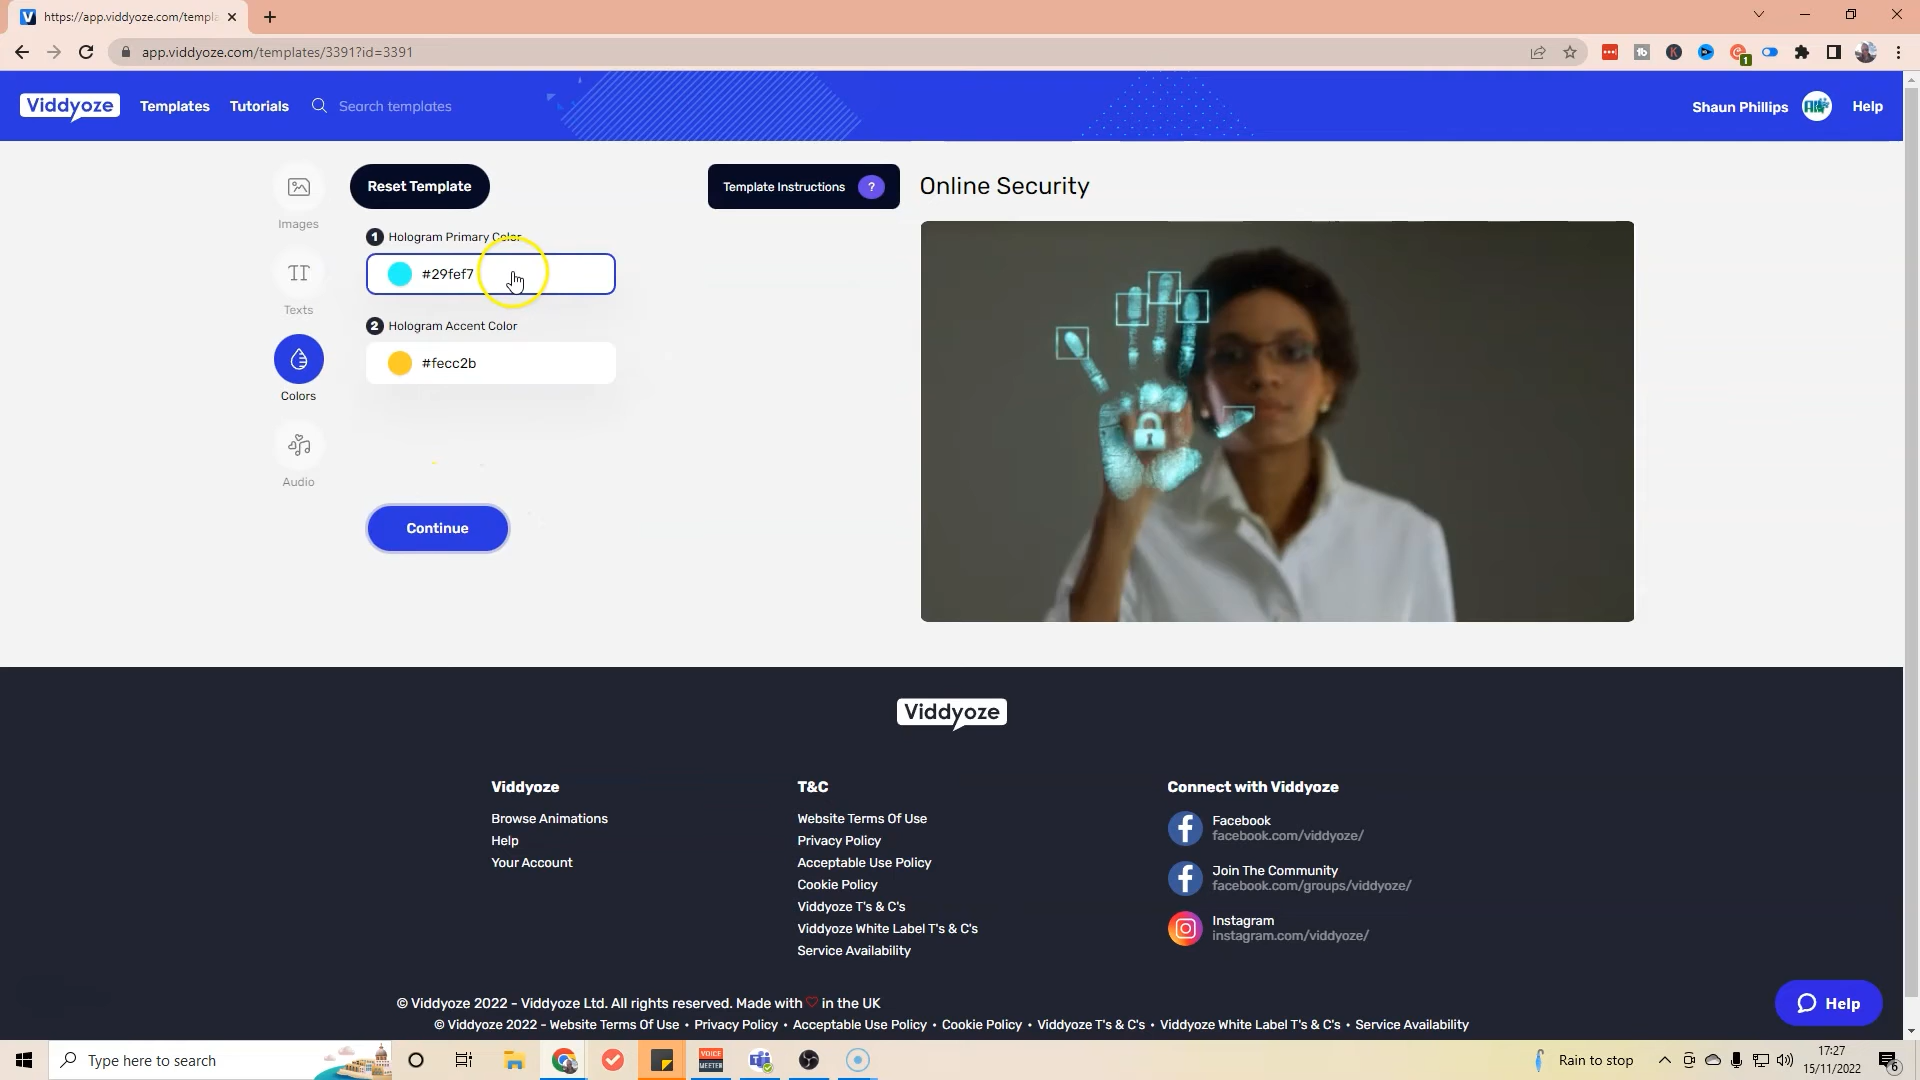 https://app.viddyoze.com/templa
app.viddyoze.com/templates/3391?id=3391
1
Viddyoze
Templates
Tutorials
Search templates
Shaun Phillips
Help
Images
Texts
Colors
Audio
Reset Template
Template Instructions ?
1 Hologram Primary Color
#29fef7
2 Hologram Accent Color
#fecc2b
Continue
Online Security
Viddyoze
Viddyoze
Browse Animations
Help
Your Account
T&C
Website Terms Of Use
Privacy Policy
Acceptable Use Policy
Cookie Policy
Viddyoze T's & C's
Viddyoze White Label T's & C's
Service Availability
Connect with Viddyoze
Facebook
facebook.com/viddyoze/
Join The Community
facebook.com/groups/viddyoze/
Instagram
instagram.com/viddyoze/
© Viddyoze 2022 - Viddyoze Ltd. All rights reserved. Made with ♡ in the UK
© Viddyoze 2022 - Website Terms Of Use • Privacy Policy • Acceptable Use Policy • Cookie Policy • Viddyoze T's & C's • Viddyoze White Label T's & C's • Service Availability
Help
Type here to search
VOICE
MEETER
Rain to stop
17:27
15/11/2022
6